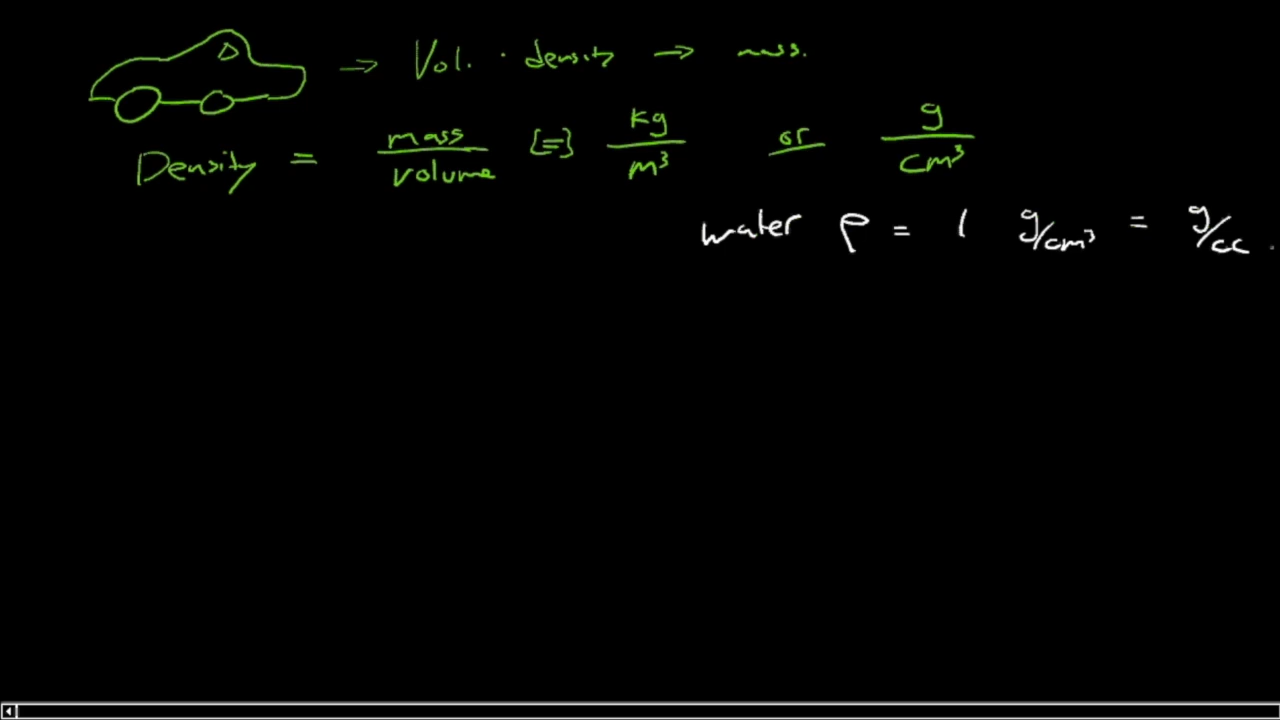 → Vol. · density → mass.
Density = mass/volume [=] kg/m³ or g/cm³
water ρ = 1 g/cm³ = g/cc.